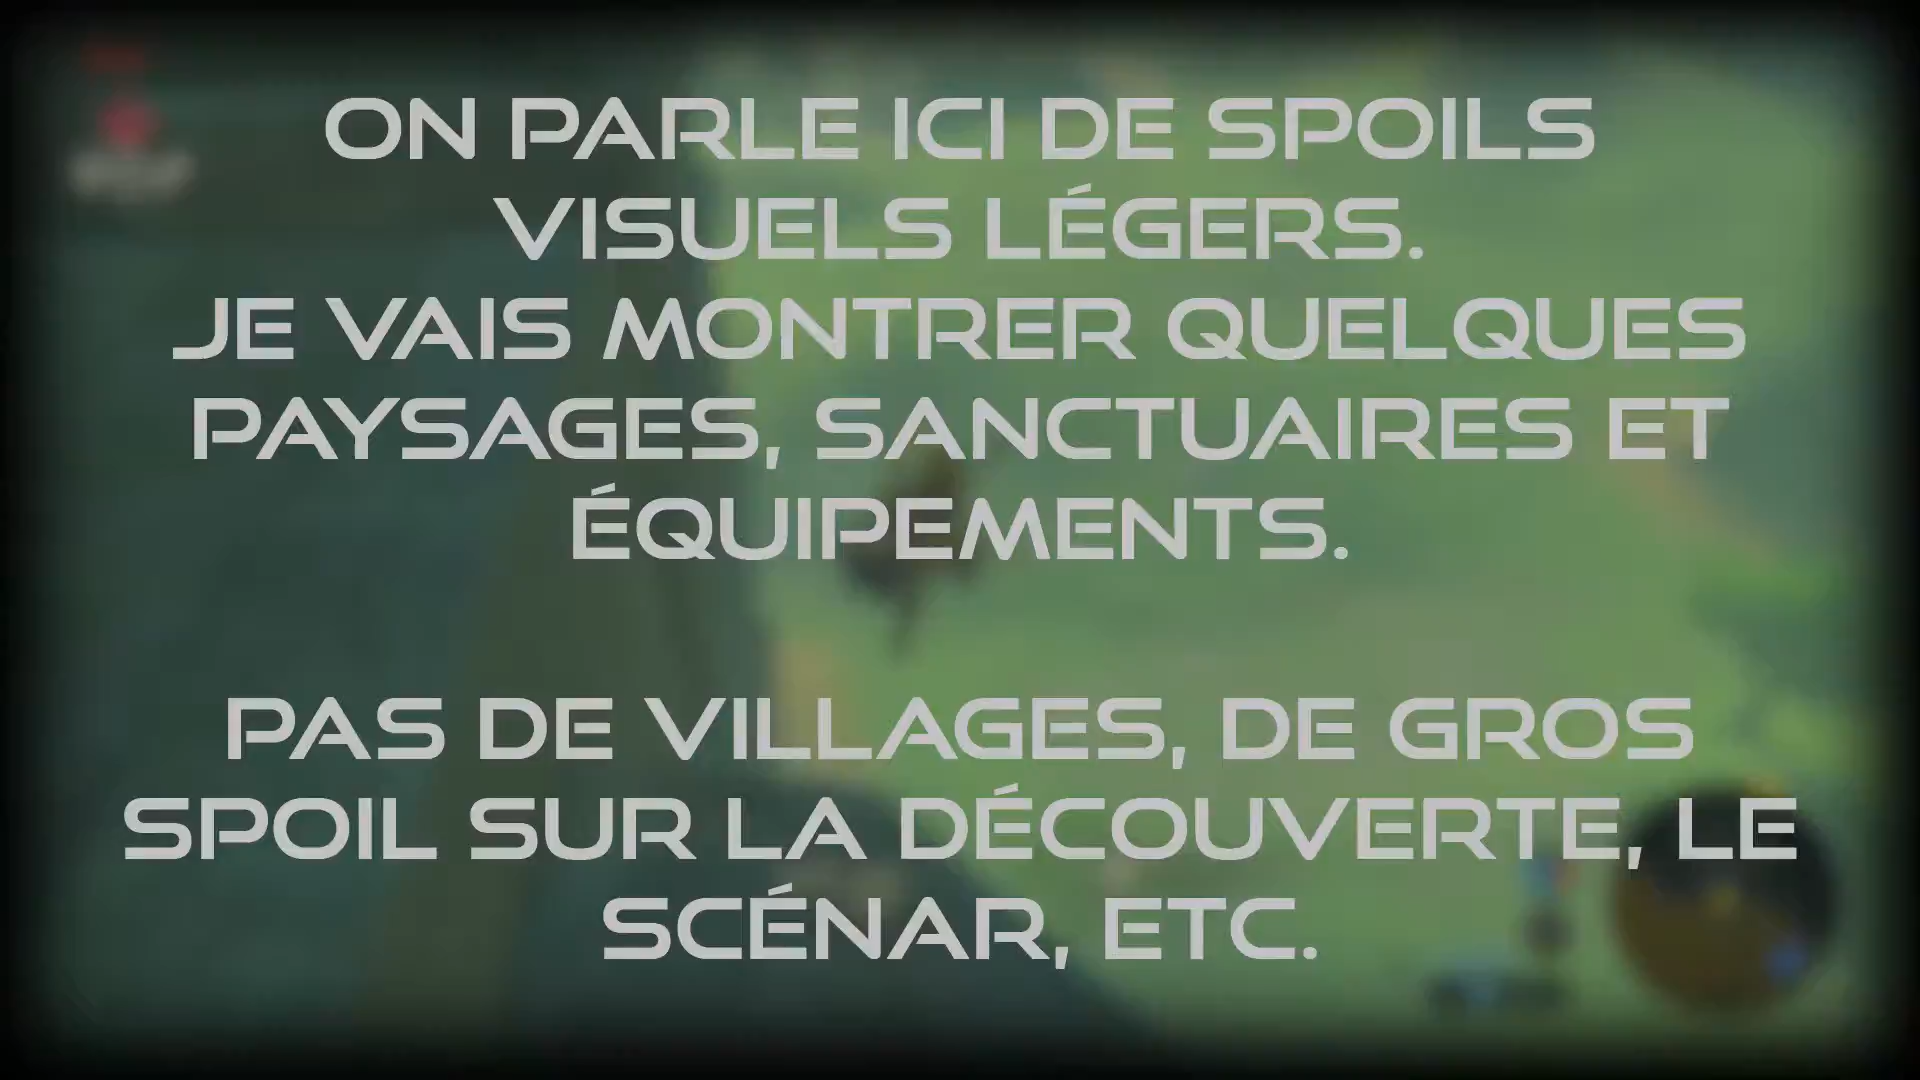 ON PARLE ICI DE SPOILS
VISUELS LÉGERS.
JE VAIS MONTRER QUELQUES
PAYSAGES, SANCTUAIRES ET
ÉQUIPEMENTS.
PAS DE VILLAGES, DE GROS
SPOIL SUR LA DÉCOUVERTE, LE
SCÉNAR, ETC.